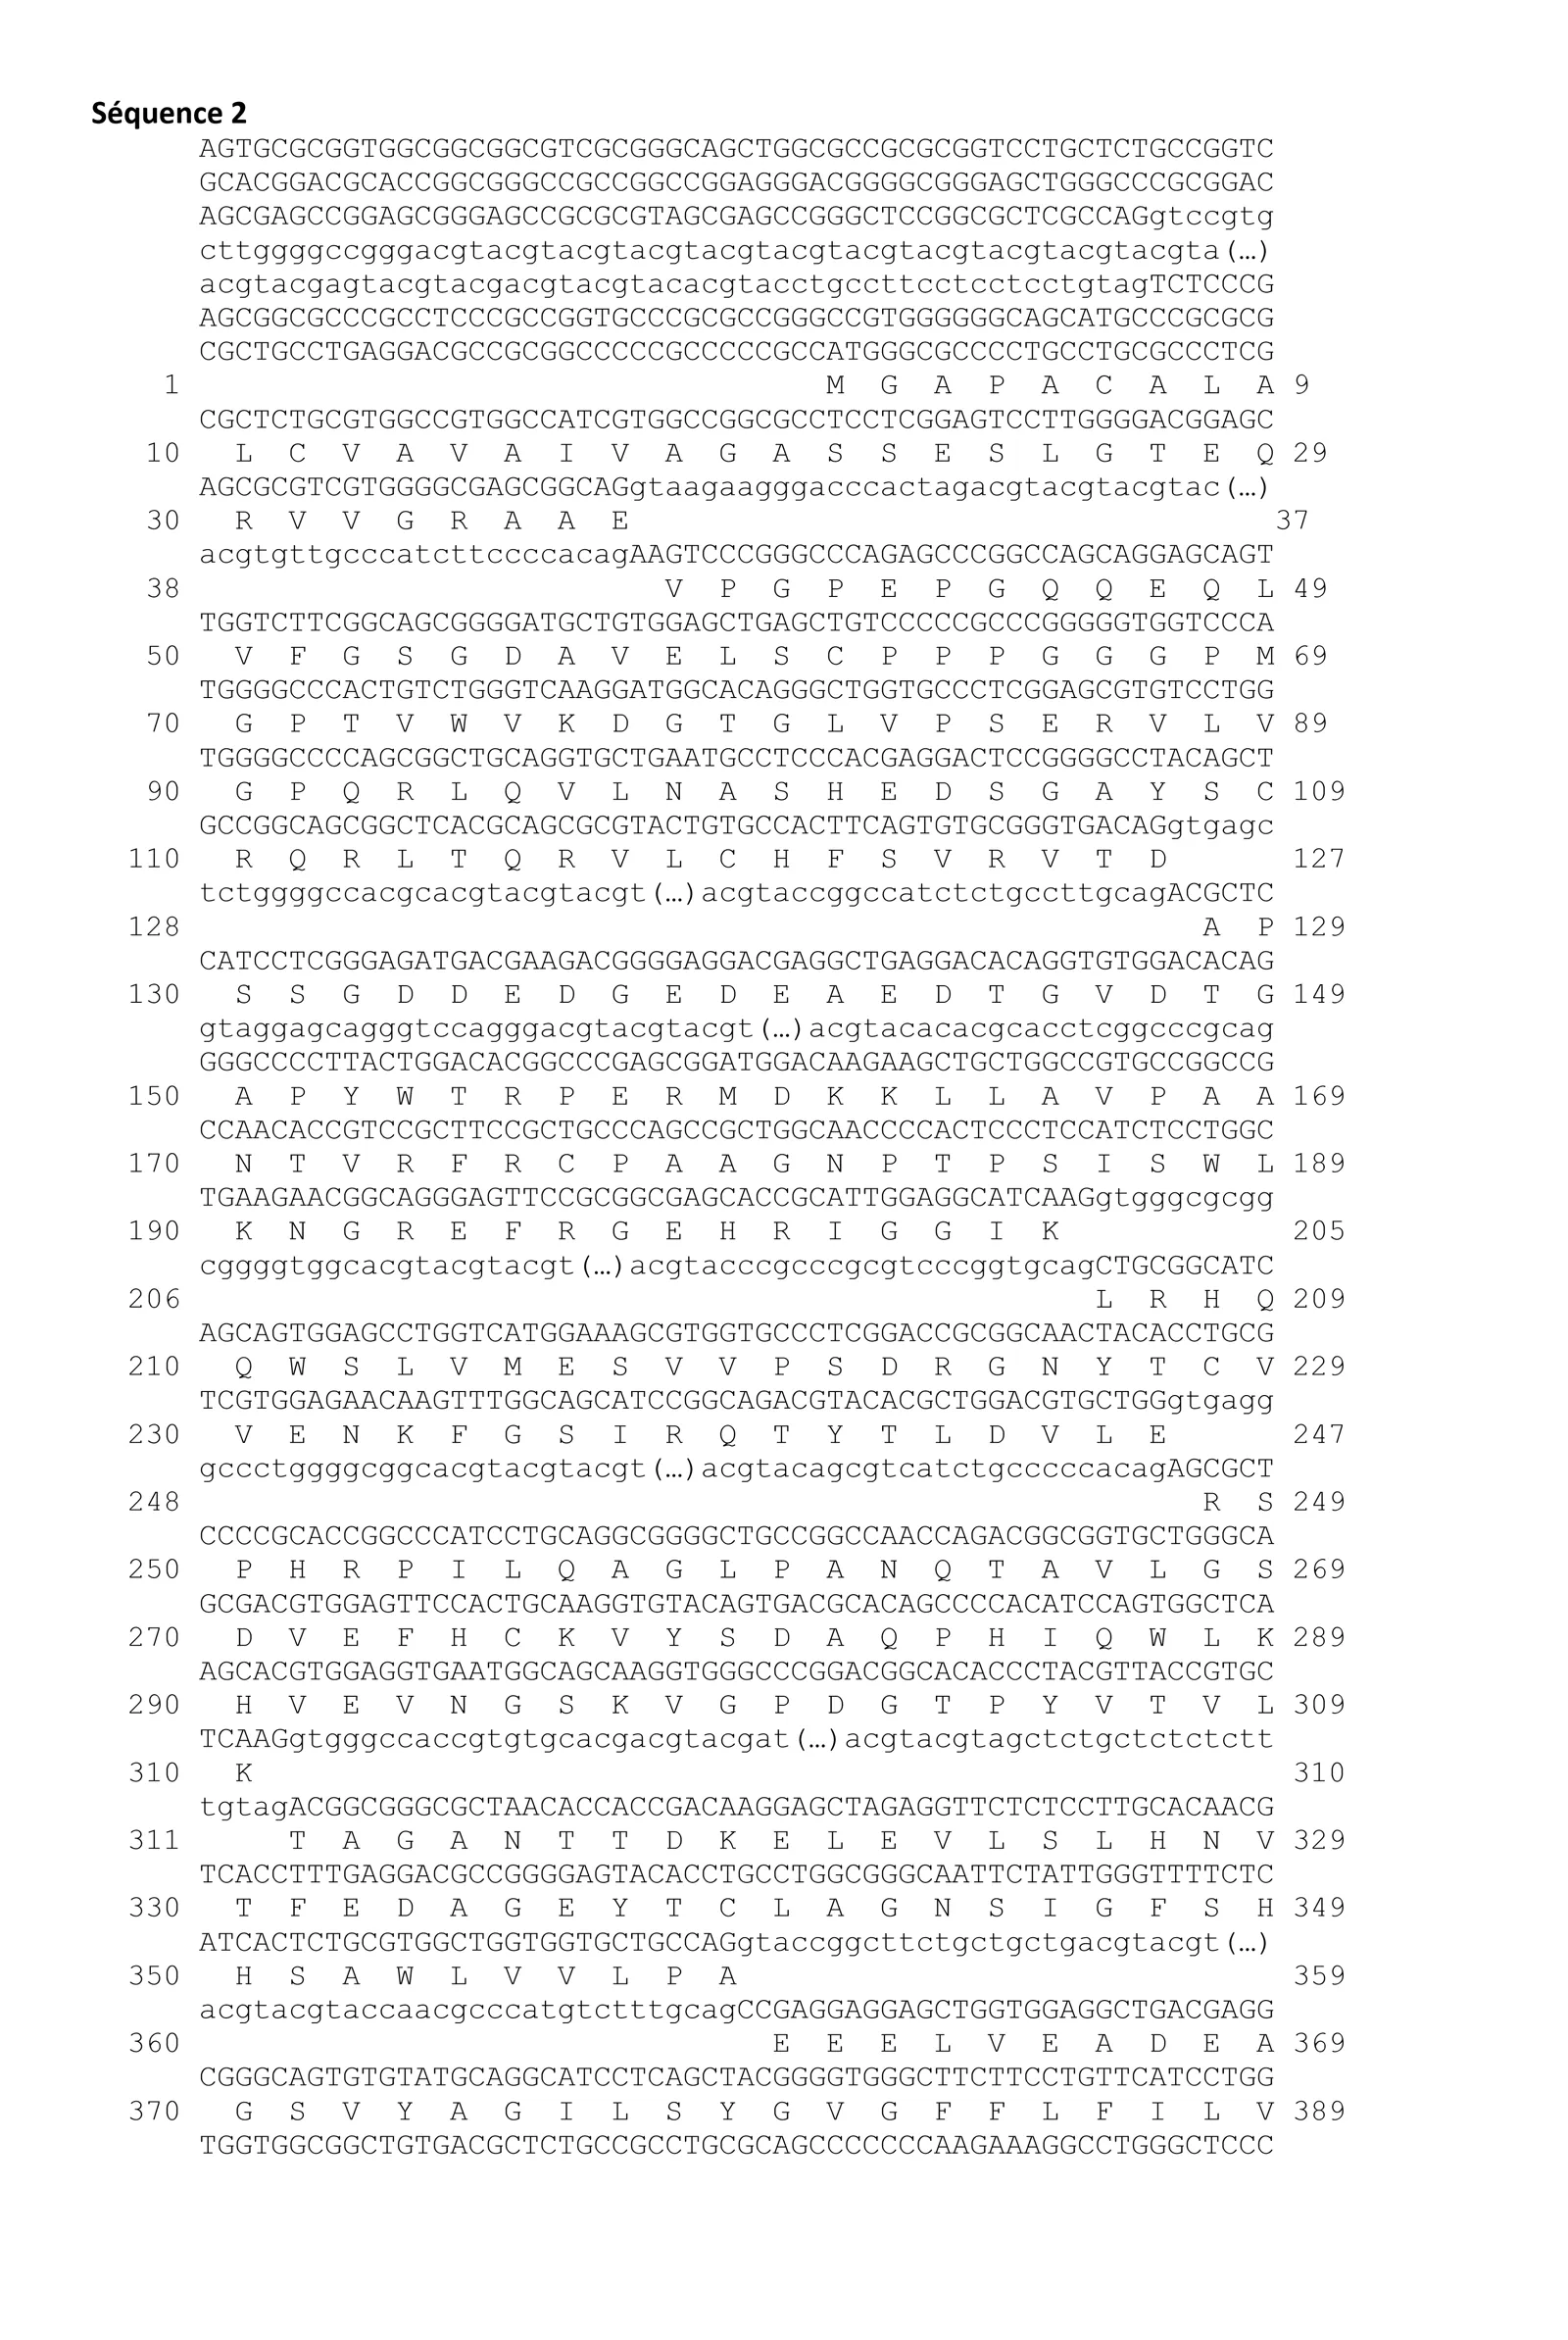 Séquence 2
AGTGCGCGGTGGCGGCGGCGTCGCGGGCAGCTGGCGCCGCGCGGTCCTGCTCTGCCGGTC
GCACGGACGCACCGGCGGGCCGCCGGCCGGAGGGACGGGGCGGGAGCTGGGCCCGCGGAC
AGCGAGCCGGAGCGGGAGCCGCGCGTAGCGAGCCGGGCTCCGGCGCTCGCCAGgtccgtg
cttggggccgggacgtacgtacgtacgtacgtacgtacgtacgtacgtacgtacgta(…)
acgtacgagtacgtacgacgtacgtacacgtacctgccttcctcctcctgtagTCTCCCG
AGCGGCGCCCGCCTCCCGCCGGTGCCCGCGCCGGGCCGTGGGGGGCAGCATGCCCGCGCG
CGCTGCCTGAGGACGCCGCGGCCCCCGCCCCCGCCATGGGCGCCCCTGCCTGCGCCCTCG
1 M G A P A C A L A 9
CGCTCTGCGTGGCCGTGGCCATCGTGGCCGGCGCCTCCTCGGAGTCCTTGGGGACGGAGC
10 L C V A V A I V A G A S S E S L G T E Q 29
AGCGCGTCGTGGGGCGAGCGGCAGgtaagaagggacccactagacgtacgtacgtac(…)
30 R V V G R A A E 37
acgtgttgcccatcttccccacagAAGTCCCGGGCCCAGAGCCCGGCCAGCAGGAGCAGT
38 V P G P E P G Q Q E Q L 49
TGGTCTTCGGCAGCGGGGATGCTGTGGAGCTGAGCTGTCCCCCGCCCGGGGGTGGTCCCA
50 V F G S G D A V E L S C P P P G G G P M 69
TGGGGCCCACTGTCTGGGTCAAGGATGGCACAGGGCTGGTGCCCTCGGAGCGTGTCCTGG
70 G P T V W V K D G T G L V P S E R V L V 89
TGGGGCCCCAGCGGCTGCAGGTGCTGAATGCCTCCCACGAGGACTCCGGGGCCTACAGCT
90 G P Q R L Q V L N A S H E D S G A Y S C 109
GCCGGCAGCGGCTCACGCAGCGCGTACTGTGCCACTTCAGTGTGCGGGTGACAGgtgagc
110 R Q R L T Q R V L C H F S V R V T D 127
tctggggccacgcacgtacgtacgt(…)acgtaccggccatctctgccttgcagACGCTC
128 A P 129
CATCCTCGGGAGATGACGAAGACGGGGAGGACGAGGCTGAGGACACAGGTGTGGACACAG
130 S S G D D E D G E D E A E D T G V D T G 149
gtaggagcagggtccagggacgtacgtacgt(…)acgtacacacgcacctcggcccgcag
GGGCCCCTTACTGGACACGGCCCGAGCGGATGGACAAGAAGCTGCTGGCCGTGCCGGCCG
150 A P Y W T R P E R M D K K L L A V P A A 169
CCAACACCGTCCGCTTCCGCTGCCCAGCCGCTGGCAACCCCACTCCCTCCATCTCCTGGC
170 N T V R F R C P A A G N P T P S I S W L 189
TGAAGAACGGCAGGGAGTTCCGCGGCGAGCACCGCATTGGAGGCATCAAGgtgggcgcgg
190 K N G R E F R G E H R I G G I K 205
cggggtggcacgtacgtacgt(…)acgtacccgcccgcgtcccggtgcagCTGCGGCATC
206 L R H Q 209
AGCAGTGGAGCCTGGTCATGGAAAGCGTGGTGCCCTCGGACCGCGGCAACTACACCTGCG
210 Q W S L V M E S V V P S D R G N Y T C V 229
TCGTGGAGAACAAGTTTGGCAGCATCCGGCAGACGTACACGCTGGACGTGCTGGgtgagg
230 V E N K F G S I R Q T Y T L D V L E 247
gccctggggcggcacgtacgtacgt(…)acgtacagcgtcatctgcccccacagAGCGCT
248 R S 249
CCCCGCACCGGCCCATCCTGCAGGCGGGGCTGCCGGCCAACCAGACGGCGGTGCTGGGCA
250 P H R P I L Q A G L P A N Q T A V L G S 269
GCGACGTGGAGTTCCACTGCAAGGTGTACAGTGACGCACAGCCCCACATCCAGTGGCTCA
270 D V E F H C K V Y S D A Q P H I Q W L K 289
AGCACGTGGAGGTGAATGGCAGCAAGGTGGGCCCGGACGGCACACCCTACGTTACCGTGC
290 H V E V N G S K V G P D G T P Y V T V L 309
TCAAGgtgggccaccgtgtgcacgacgtacgat(…)acgtacgtagctctgctctctctt
310 K 310
tgtagACGGCGGGCGCTAACACCACCGACAAGGAGCTAGAGGTTCTCTCCTTGCACAACG
311 T A G A N T T D K E L E V L S L H N V 329
TCACCTTTGAGGACGCCGGGGAGTACACCTGCCTGGCGGGCAATTCTATTGGGTTTTCTC
330 T F E D A G E Y T C L A G N S I G F S H 349
ATCACTCTGCGTGGCTGGTGGTGCTGCCAGgtaccggcttctgctgctgacgtacgt(…)
350 H S A W L V V L P A 359
acgtacgtaccaacgcccatgtctttgcagCCGAGGAGGAGCTGGTGGAGGCTGACGAGG
360 E E E L V E A D E A 369
CGGGCAGTGTGTATGCAGGCATCCTCAGCTACGGGGTGGGCTTCTTCCTGTTCATCCTGG
370 G S V Y A G I L S Y G V G F F L F I L V 389
TGGTGGCGGCTGTGACGCTCTGCCGCCTGCGCAGCCCCCCCAAGAAAGGCCTGGGCTCCC